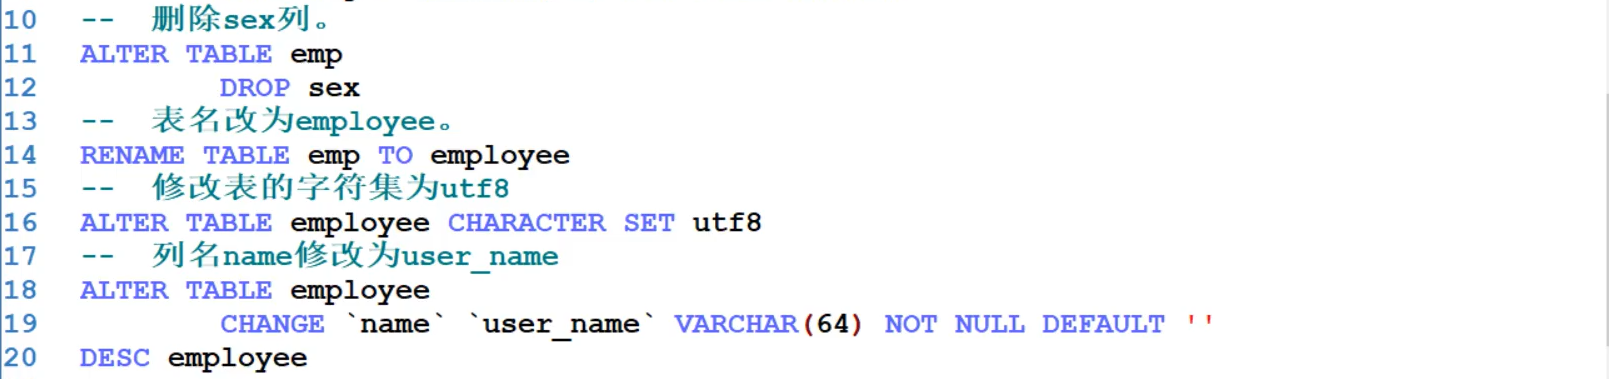 10 -- 删除sex列。
11 ALTER TABLE emp
12 DROP sex
13 -- 表名改为employee。
14 RENAME TABLE emp TO employee
15 -- 修改表的字符集为utf8
16 ALTER TABLE employee CHARACTER SET utf8
17 -- 列名name修改为user_name
18 ALTER TABLE employee
19 CHANGE `name` `user_name` VARCHAR(64) NOT NULL DEFAULT ''
20 DESC employee